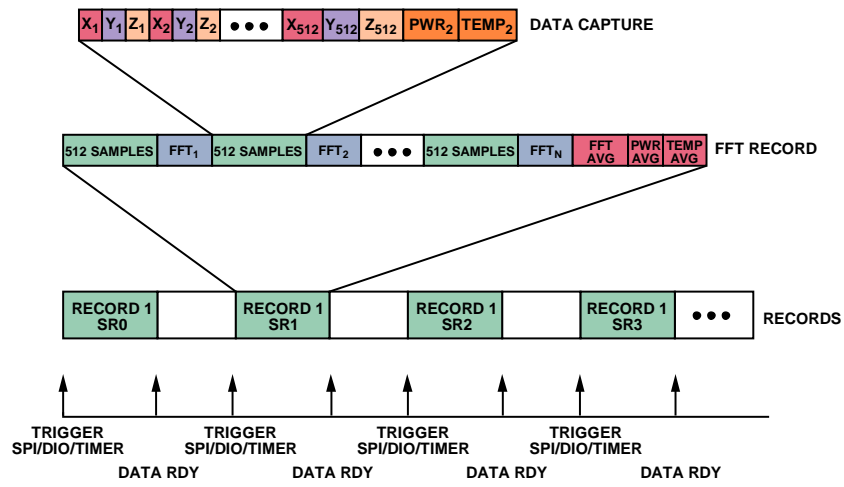 X1 Y1 Z1 X2 Y2 Z2 ●●● X512 Y512 Z512 PWR2 TEMP2 DATA CAPTURE
512 SAMPLES FFT1 512 SAMPLES FFT2 ●●● 512 SAMPLES FFTN FFT AVG PWR AVG TEMP AVG FFT RECORD
RECORD 1 RECORD 1 RECORD 1 RECORD 1
SR0 SR1 SR2 SR3 ●●● RECORDS
TRIGGER TRIGGER TRIGGER TRIGGER
SPI/DIO/TIMER SPI/DIO/TIMER SPI/DIO/TIMER SPI/DIO/TIMER
DATA RDY DATA RDY DATA RDY DATA RDY